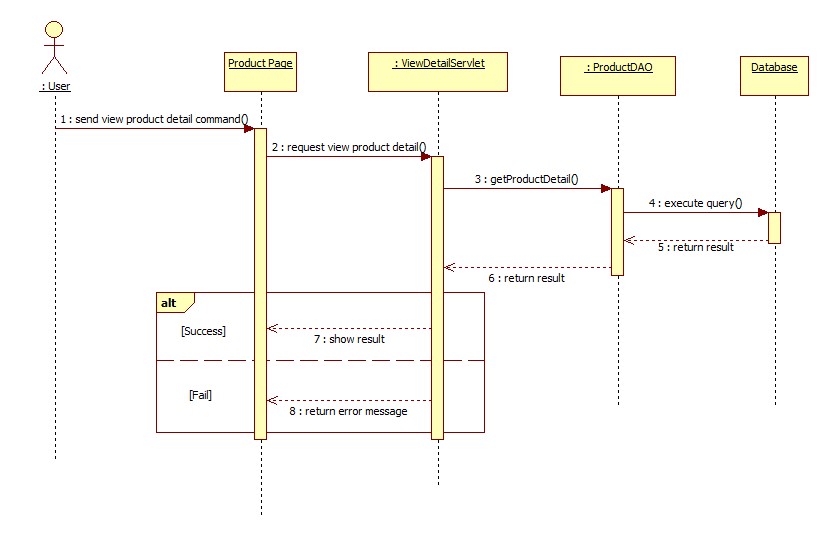 Product Page
: ViewDetailServlet
: ProductDAO
Database
: User
1 : send view product detail command()
2 : request view product detail()
3 : getProductDetail()
4 : execute query()
5 : return result
6 : return result
alt
[Success]
7 : show result
[Fail]
8 : return error message